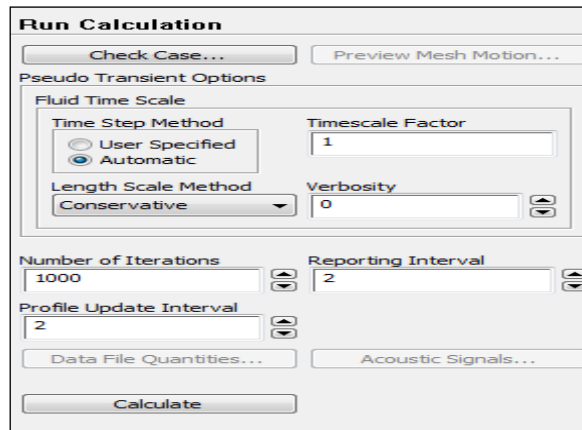 Run Calculation
Check Case... Preview Mesh Motion...
Pseudo Transient Options
Fluid Time Scale
Time Step Method Timescale Factor
User Specified 1
Automatic
Length Scale Method Verbosity
Conservative 0
Number of Iterations Reporting Interval
1000 2
Profile Update Interval
2
Data File Quantities... Acoustic Signals...
Calculate